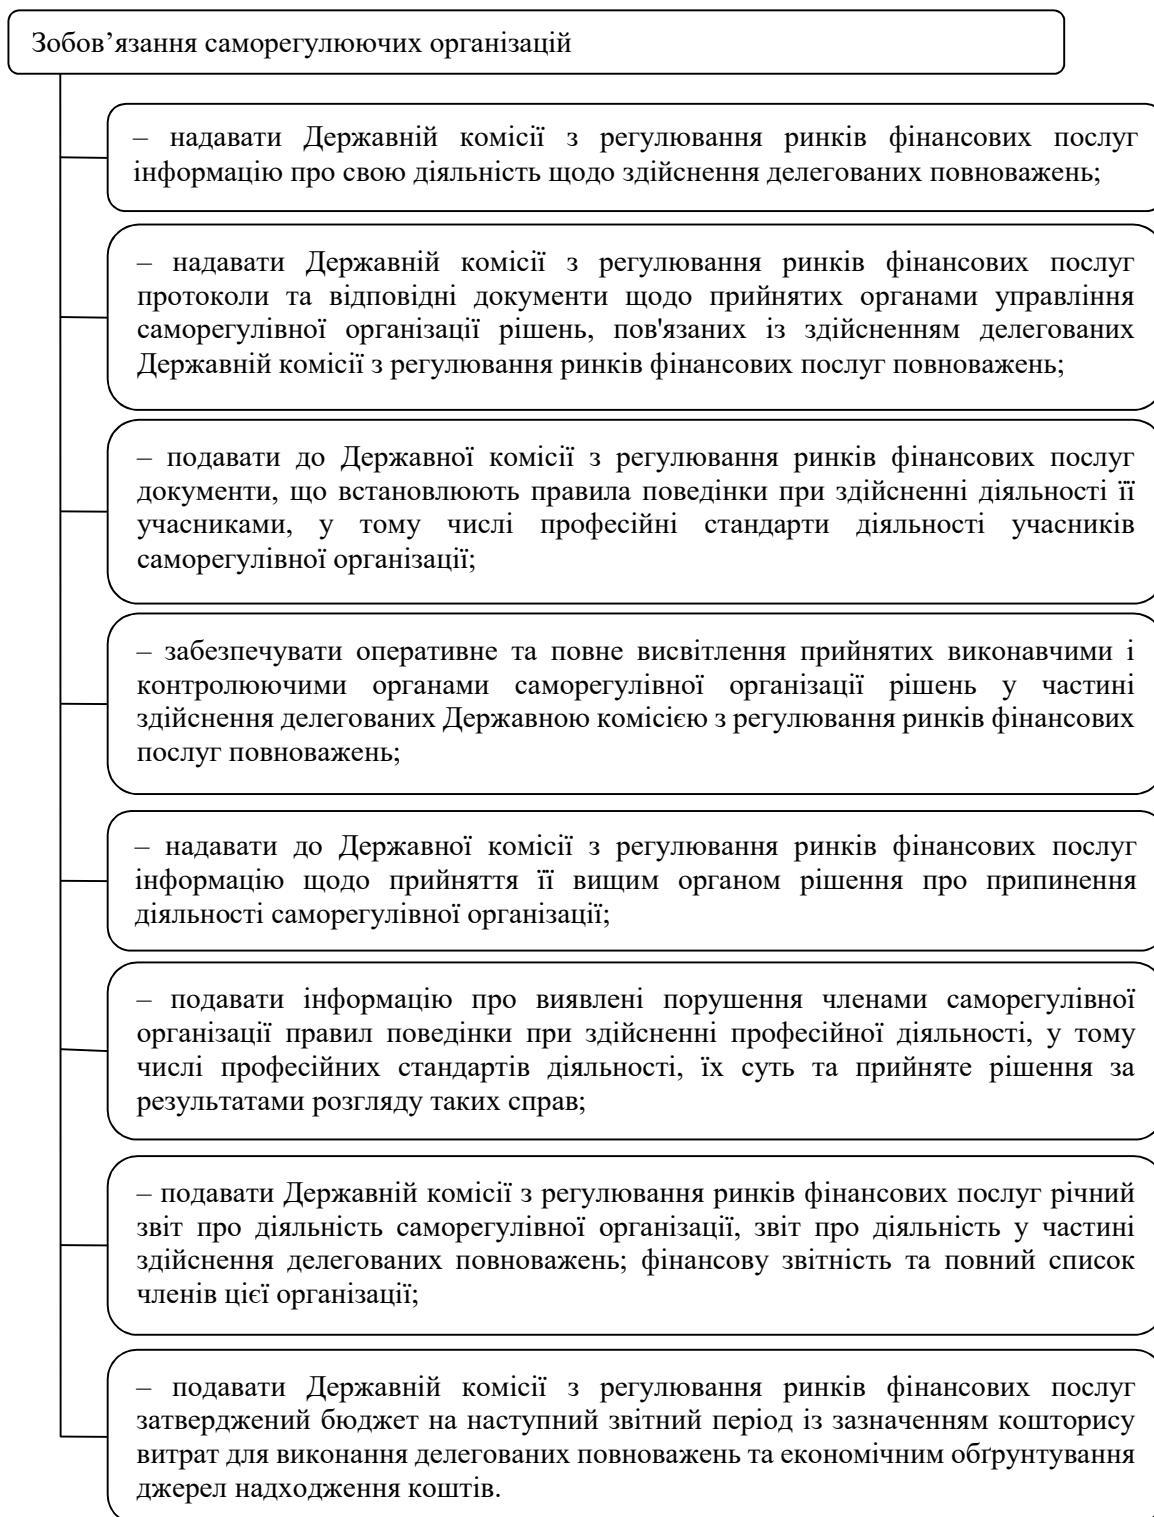 Зобов’язання саморегулюючих організацій
– надавати Державній комісії з регулювання ринків фінансових послуг
інформацію про свою діяльність щодо здійснення делегованих повноважень;
– надавати Державній комісії з регулювання ринків фінансових послуг
протоколи та відповідні документи щодо прийнятих органами управління
саморегулівної організації рішень, пов'язаних із здійсненням делегованих
Державній комісії з регулювання ринків фінансових послуг повноважень;
– подавати до Державної комісії з регулювання ринків фінансових послуг
документи, що встановлюють правила поведінки при здійсненні діяльності її
учасниками, у тому числі професійні стандарти діяльності учасників
саморегулівної організації;
– забезпечувати оперативне та повне висвітлення прийнятих виконавчими і
контролюючими органами саморегулівної організації рішень у частині
здійснення делегованих Державною комісією з регулювання ринків фінансових
послуг повноважень;
– надавати до Державної комісії з регулювання ринків фінансових послуг
інформацію щодо прийняття її вищим органом рішення про припинення
діяльності саморегулівної організації;
– подавати інформацію про виявлені порушення членами саморегулівної
організації правил поведінки при здійсненні професійної діяльності, у тому
числі професійних стандартів діяльності, їх суть та прийняте рішення за
результатами розгляду таких справ;
– подавати Державній комісії з регулювання ринків фінансових послуг річний
звіт про діяльність саморегулівної організації, звіт про діяльність у частині
здійснення делегованих повноважень; фінансову звітність та повний список
членів цієї організації;
– подавати Державній комісії з регулювання ринків фінансових послуг
затверджений бюджет на наступний звітний період із зазначенням кошторису
витрат для виконання делегованих повноважень та економічним обґрунтування
джерел надходження коштів.